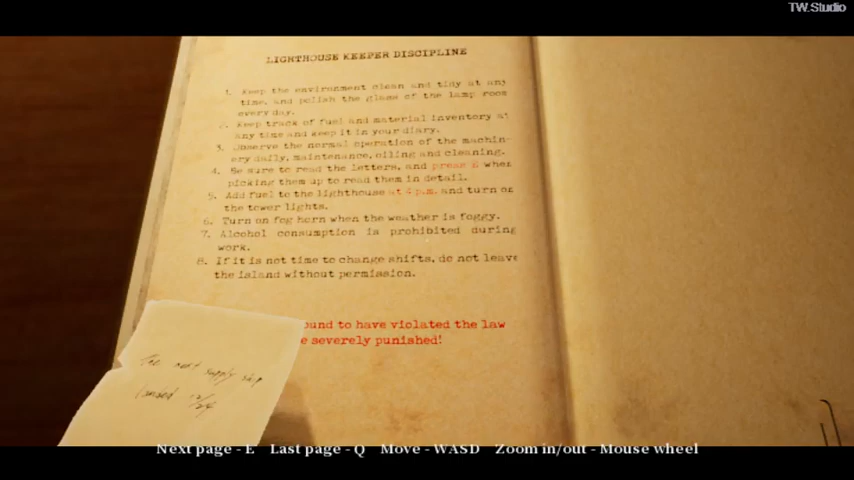 TW.Studio
LIGHTHOUSE KEEPER DISCIPLINE
1. Keep the environment clean and tidy at any
time, and polish the glass of the lamp room
every day.
2. Keep track of fuel and material inventory at
any time and keep it in your diary.
3. Observe the normal operation of the machin-
ery daily, maintenance, oiling and cleaning.
4. Be sure to read the letters, and press E when
picking them up to read them in detail.
5. Add fuel to the lighthouse at 4 p.m. and turn on
the tower lights.
6. Turn on fog horn when the weather is foggy.
7. Alcohol consumption is prohibited during
work.
8. If it is not time to change shifts, do not leave
the island without permission.
ound to have violated the law
e severely punished!
The next supply ship
landed 12/24
Next page - E Last page - Q Move - WASD Zoom in/out - Mouse wheel